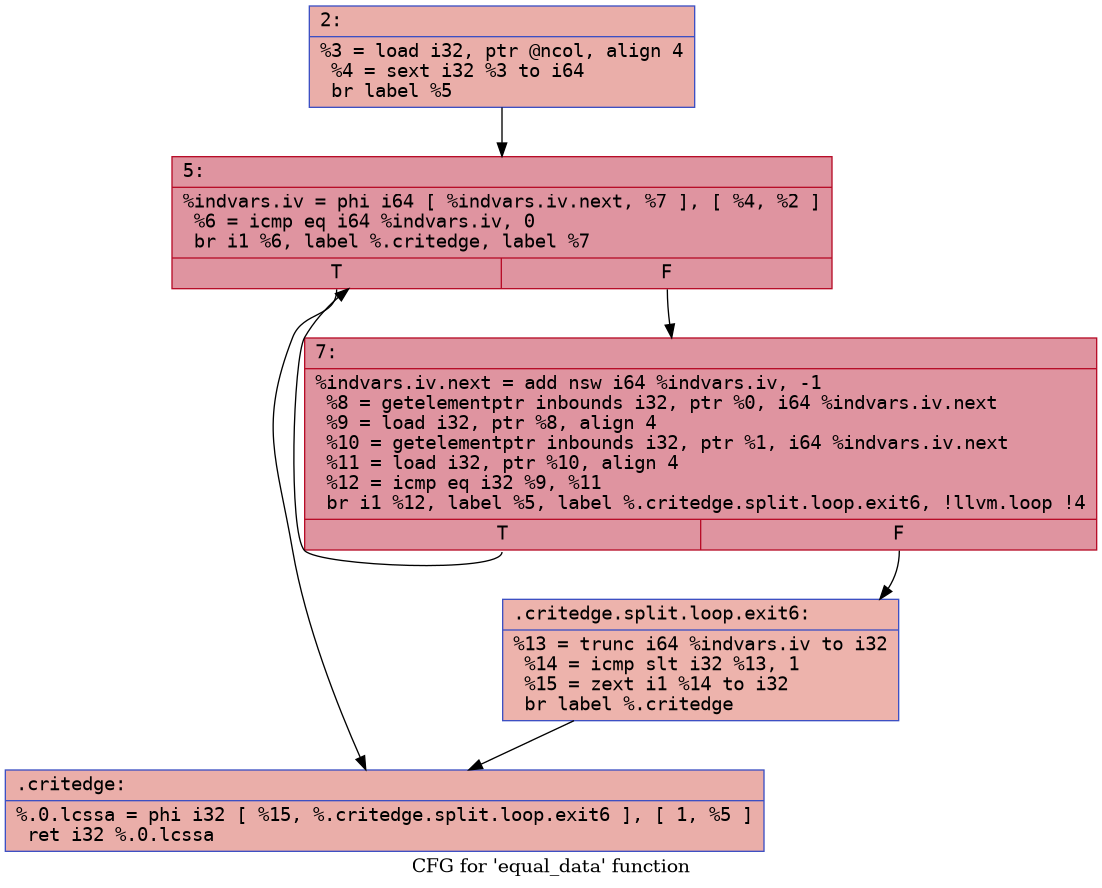 2:
%3 = load i32, ptr @ncol, align 4
%4 = sext i32 %3 to i64
br label %5
5:
%indvars.iv = phi i64 [ %indvars.iv.next, %7 ], [ %4, %2 ]
%6 = icmp eq i64 %indvars.iv, 0
br i1 %6, label %.critedge, label %7
T F
7:
%indvars.iv.next = add nsw i64 %indvars.iv, -1
%8 = getelementptr inbounds i32, ptr %0, i64 %indvars.iv.next
%9 = load i32, ptr %8, align 4
%10 = getelementptr inbounds i32, ptr %1, i64 %indvars.iv.next
%11 = load i32, ptr %10, align 4
%12 = icmp eq i32 %9, %11
br i1 %12, label %5, label %.critedge.split.loop.exit6, !llvm.loop !4
T F
.critedge.split.loop.exit6:
%13 = trunc i64 %indvars.iv to i32
%14 = icmp slt i32 %13, 1
%15 = zext i1 %14 to i32
br label %.critedge
.critedge:
%.0.lcssa = phi i32 [ %15, %.critedge.split.loop.exit6 ], [ 1, %5 ]
ret i32 %.0.lcssa
CFG for 'equal_data' function